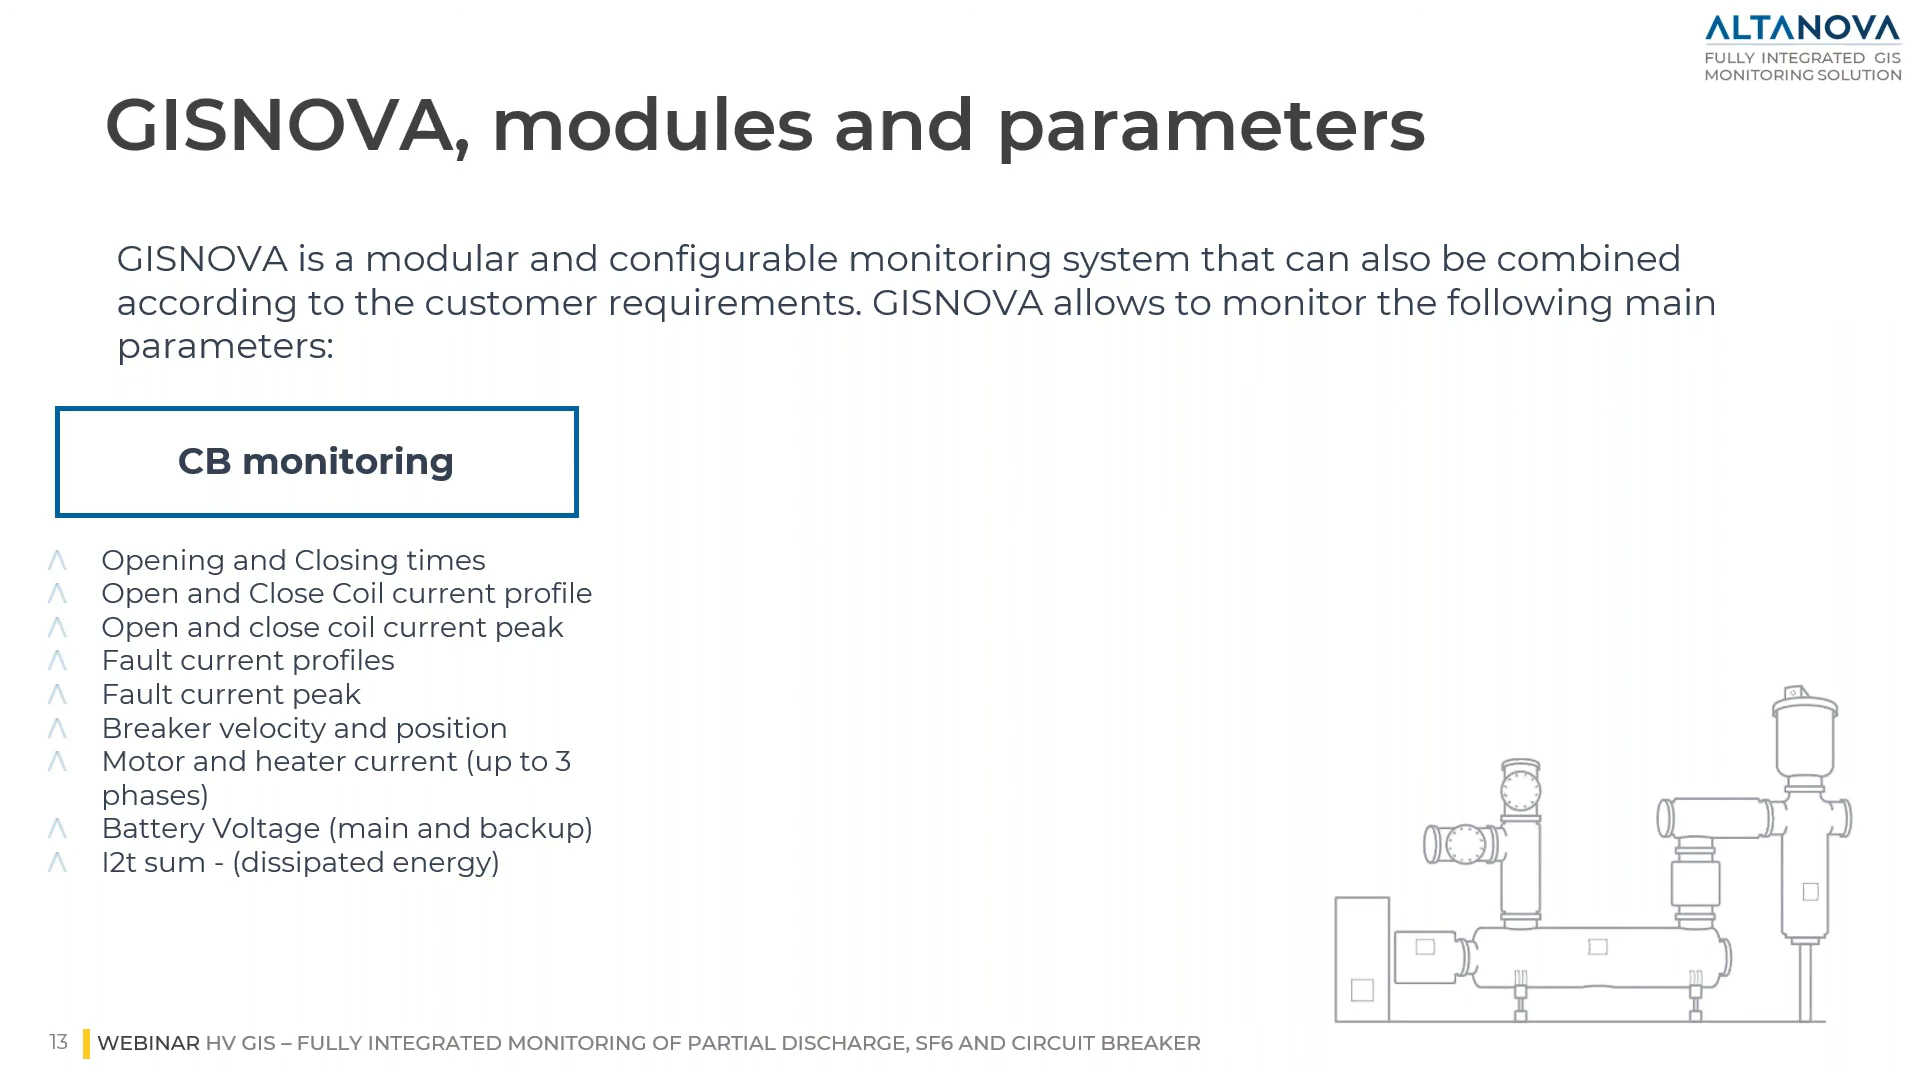 ALTANOVA
FULLY INTEGRATED GIS
MONITORING SOLUTION
GISNOVA, modules and parameters
GISNOVA is a modular and configurable monitoring system that can also be combined
according to the customer requirements. GISNOVA allows to monitor the following main
parameters:
CB monitoring
Opening and Closing times
Open and Close Coil current profile
Open and close coil current peak
Fault current profiles
Fault current peak
Breaker velocity and position
Motor and heater current (up to 3
phases)
Battery Voltage (main and backup)
I2t sum - (dissipated energy)
13 WEBINAR HV GIS – FULLY INTEGRATED MONITORING OF PARTIAL DISCHARGE, SF6 AND CIRCUIT BREAKER